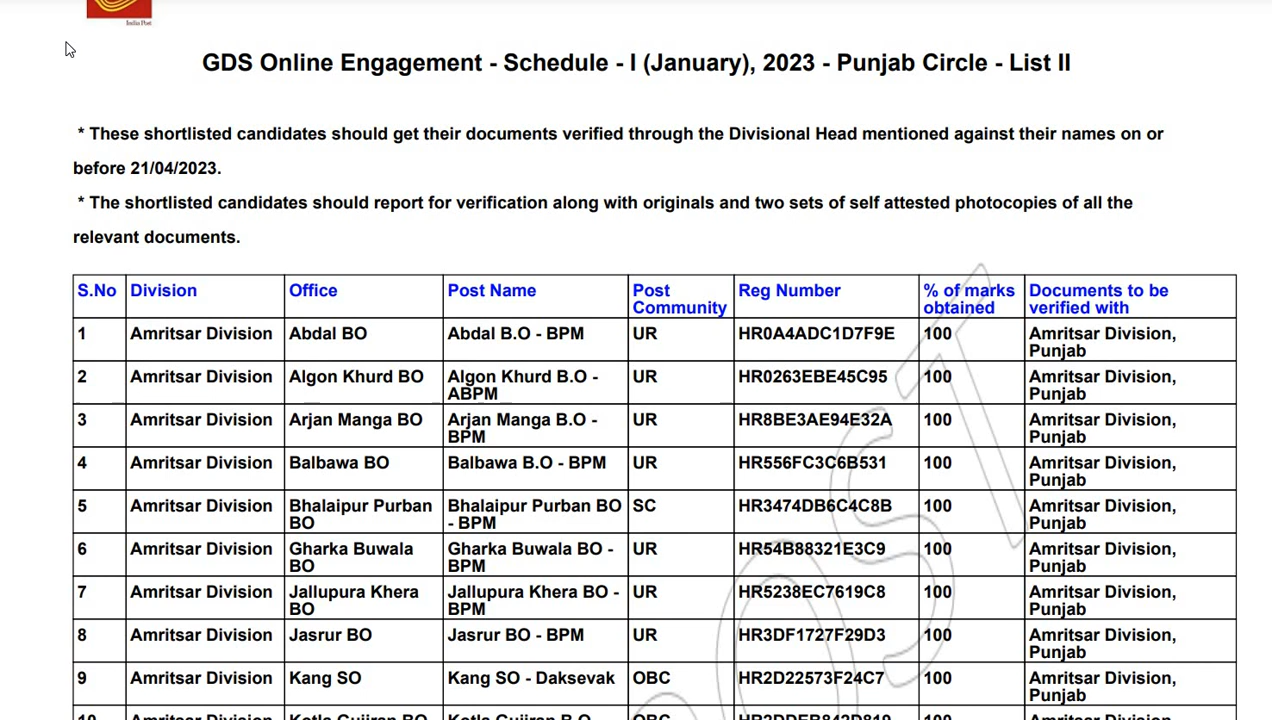 India Post
GDS Online Engagement - Schedule - I (January), 2023 - Punjab Circle - List II
* These shortlisted candidates should get their documents verified through the Divisional Head mentioned against their names on or
before 21/04/2023.
* The shortlisted candidates should report for verification along with originals and two sets of self attested photocopies of all the
relevant documents.
S.No Division Office Post Name Post Reg Number % of marks Documents to be
Community obtained verified with
1 Amritsar Division Abdal BO Abdal B.O - BPM UR HR0A4ADC1D7F9E 100 Amritsar Division,
Punjab
2 Amritsar Division Algon Khurd BO Algon Khurd B.O - UR HR0263EBE45C95 100 Amritsar Division,
ABPM Punjab
3 Amritsar Division Arjan Manga BO Arjan Manga B.O - UR HR8BE3AE94E32A 100 Amritsar Division,
BPM Punjab
4 Amritsar Division Balbawa BO Balbawa B.O - BPM UR HR556FC3C6B531 100 Amritsar Division,
Punjab
5 Amritsar Division Bhalaipur Purban Bhalaipur Purban BO SC HR3474DB6C4C8B 100 Amritsar Division,
BO - BPM Punjab
6 Amritsar Division Gharka Buwala Gharka Buwala BO - UR HR54B88321E3C9 100 Amritsar Division,
BO BPM Punjab
7 Amritsar Division Jallupura Khera Jallupura Khera BO - UR HR5238EC7619C8 100 Amritsar Division,
BO BPM Punjab
8 Amritsar Division Jasrur BO Jasrur BO - BPM UR HR3DF1727F29D3 100 Amritsar Division,
Punjab
9 Amritsar Division Kang SO Kang SO - Daksevak OBC HR2D22573F24C7 100 Amritsar Division,
Punjab
10 Amritsar Division Kotla Gujran BO Kotla Gujran B.O OBC 100 Amritsar Division,
OST